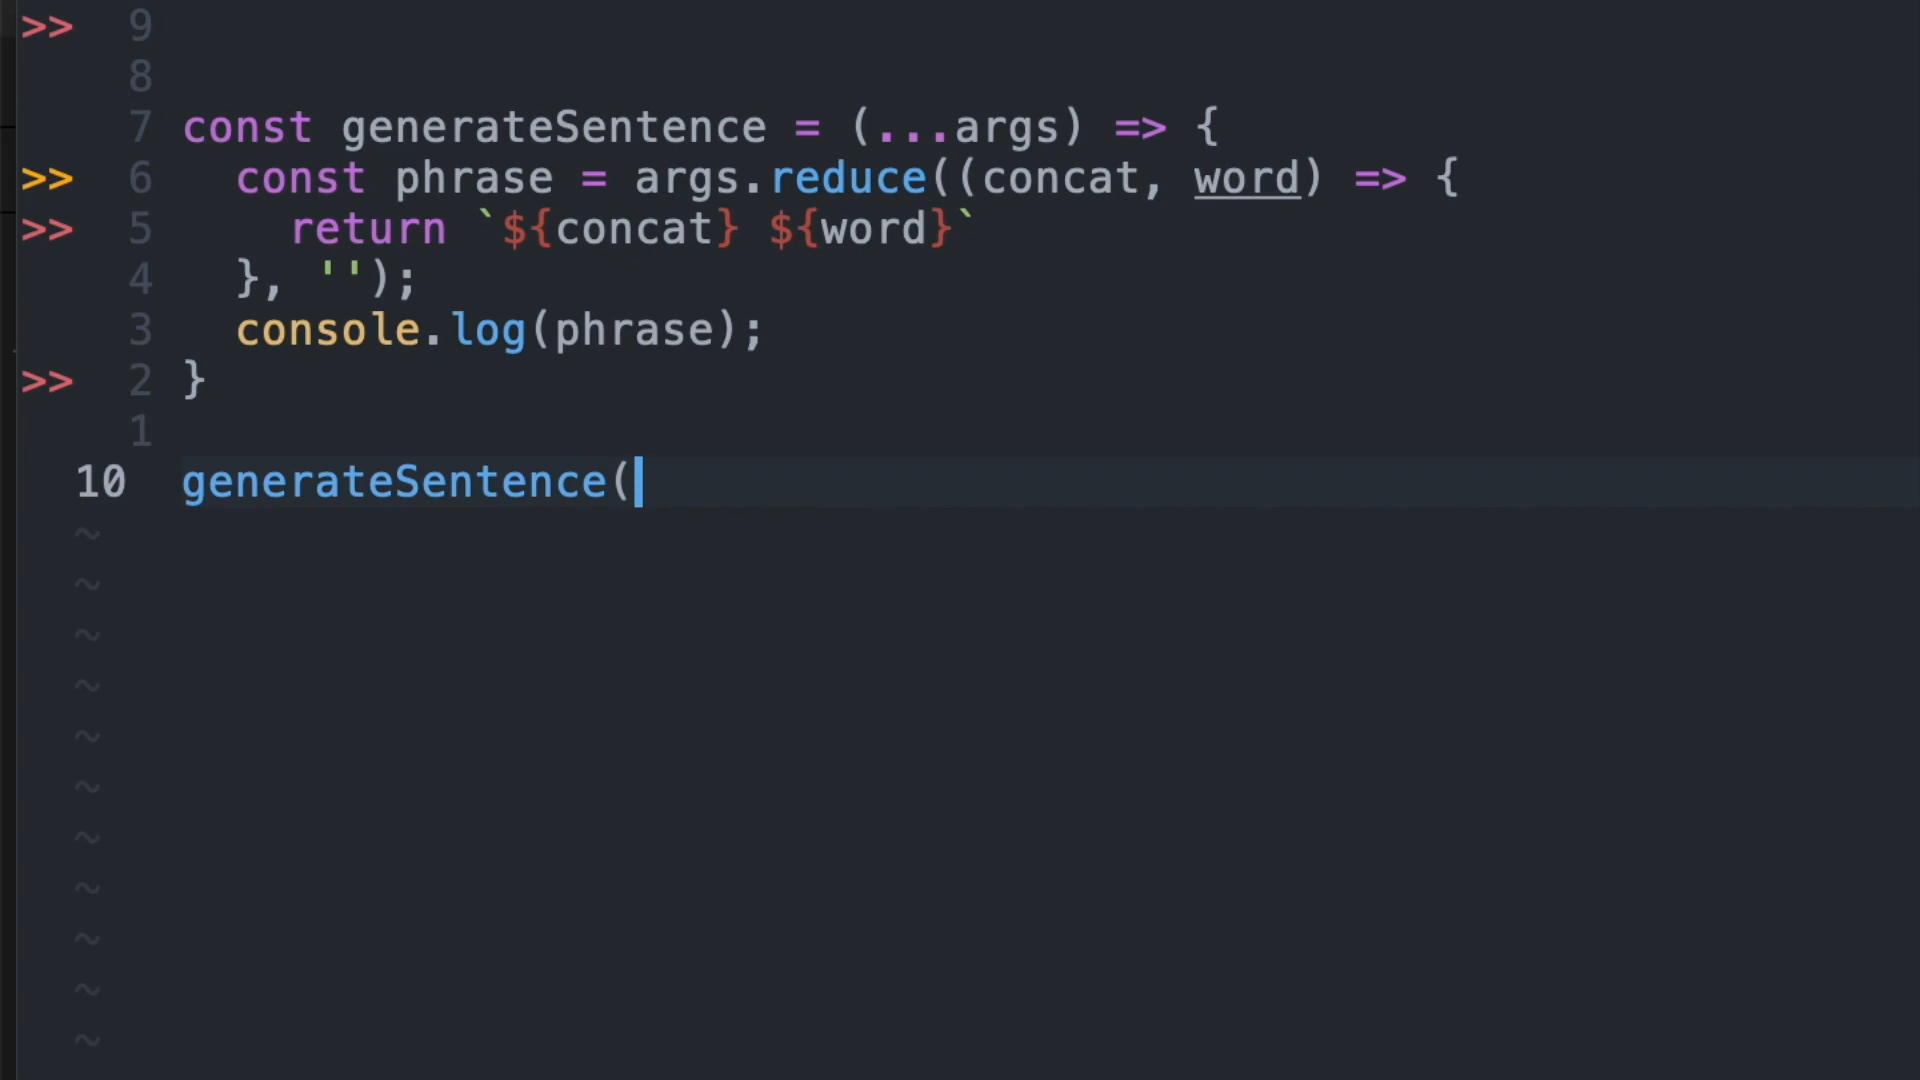 >> 9
8
7 const generateSentence = (...args) => {
>> 6   const phrase = args.reduce((concat, word) => {
>> 5     return `${concat} ${word}`
4   }, '');
3   console.log(phrase);
>> 2 }
1
10 generateSentence(
~
~
~
~
~
~
~
~
~
~
~